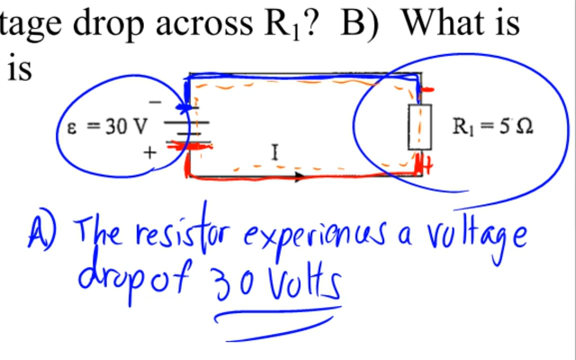 tage drop across R₁? B) What is
is
ε = 30 V
−
+
I
−
+
R₁ = 5 Ω
A) The resistor experiences a voltage
drop of 30 Volts